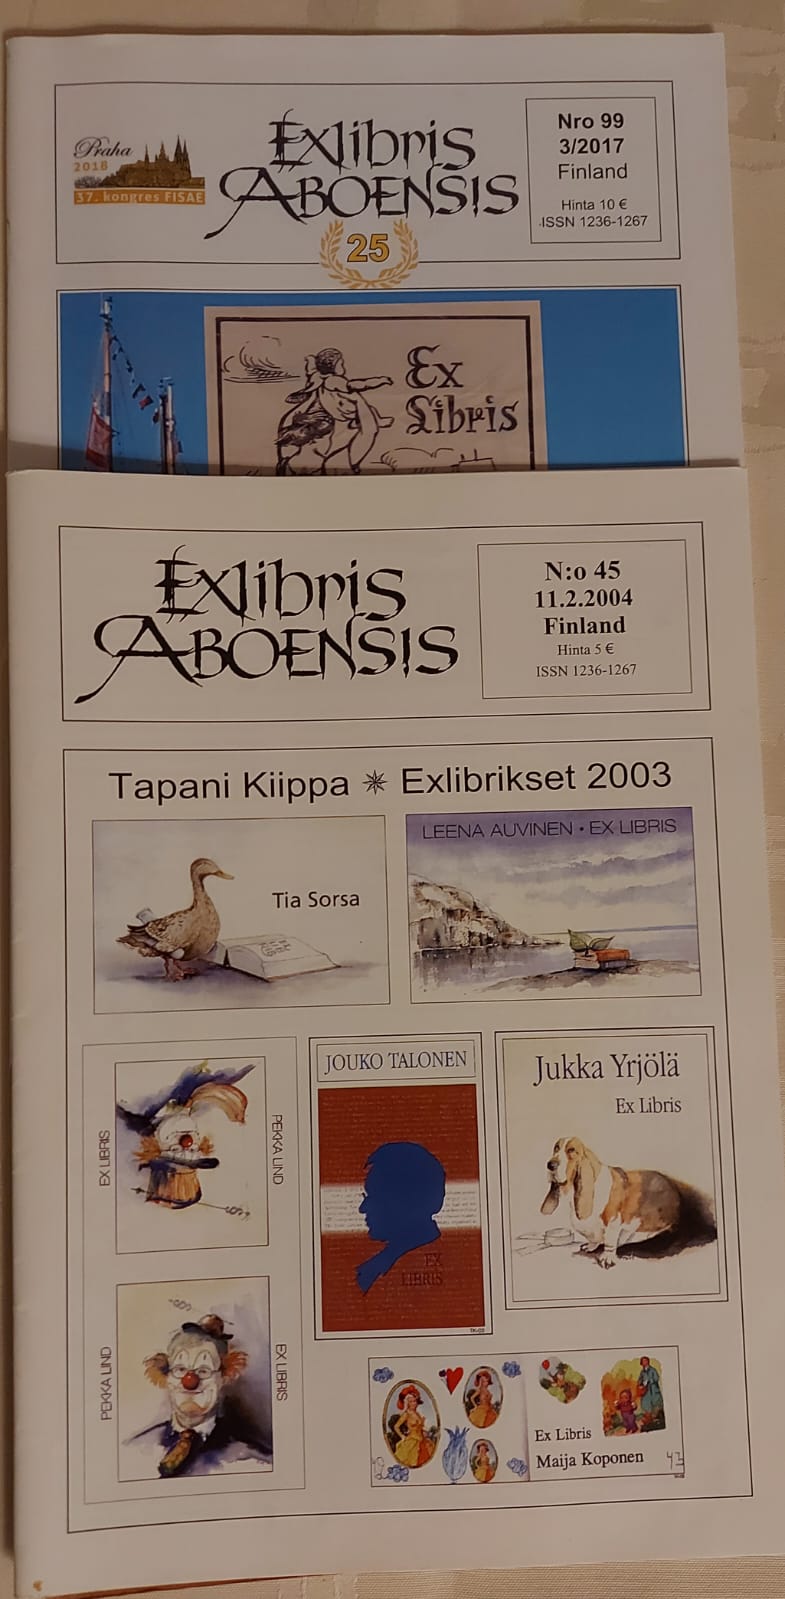 Praha
2018
37. kongres FISAE
Exlibris
Aboensis
25
Nro 99
3/2017
Finland
Hinta 10 €
ISSN 1236-1267
Ex
Libris
Exlibris
Aboensis
N:o 45
11.2.2004
Finland
Hinta 5 €
ISSN 1236-1267
Tapani Kiippa ✴ Exlibrikset 2003
Tia Sorsa
LEENA AUVINEN • EX LIBRIS
EX LIBRIS
PEKKA LIND
JOUKO TALONEN
EX
LIBRIS
Jukka Yrjölä
Ex Libris
PEKKA LIND
EX LIBRIS
Ex Libris
Maija Koponen